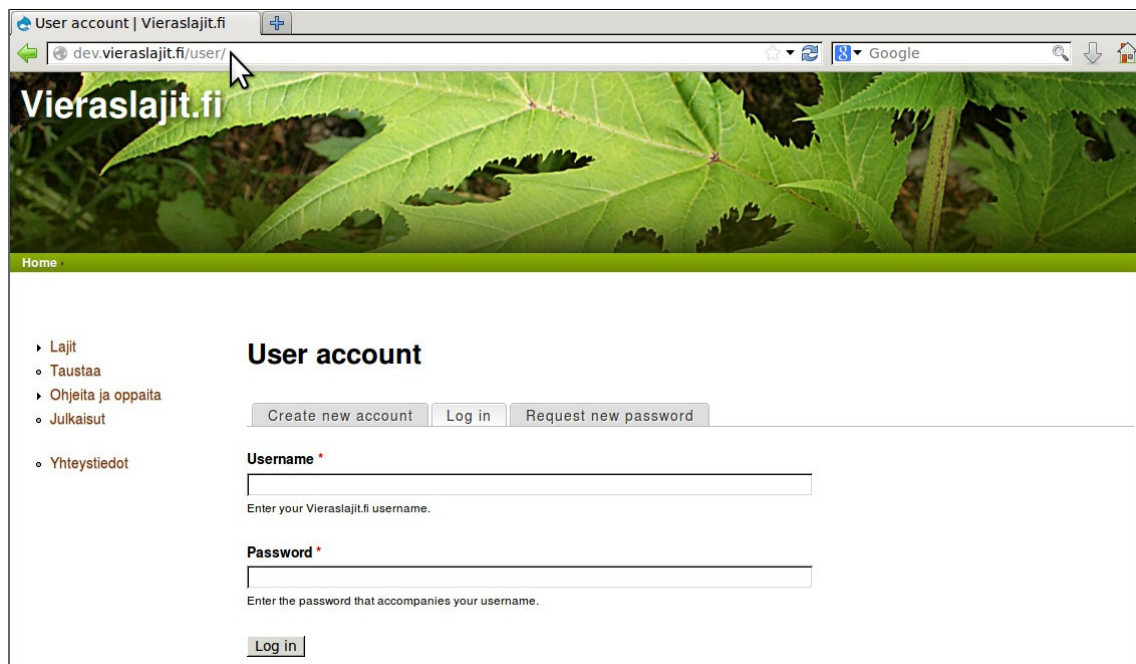 User account | Vieraslajit.fi
dev.vieraslajit.fi/user/
Google
Vieraslajit.fi
Home ›
Lajit
Taustaa
Ohjeita ja oppaita
Julkaisut
Yhteystiedot
User account
Create new account Log in Request new password
Username *
Enter your Vieraslajit.fi username.
Password *
Enter the password that accompanies your username.
Log in